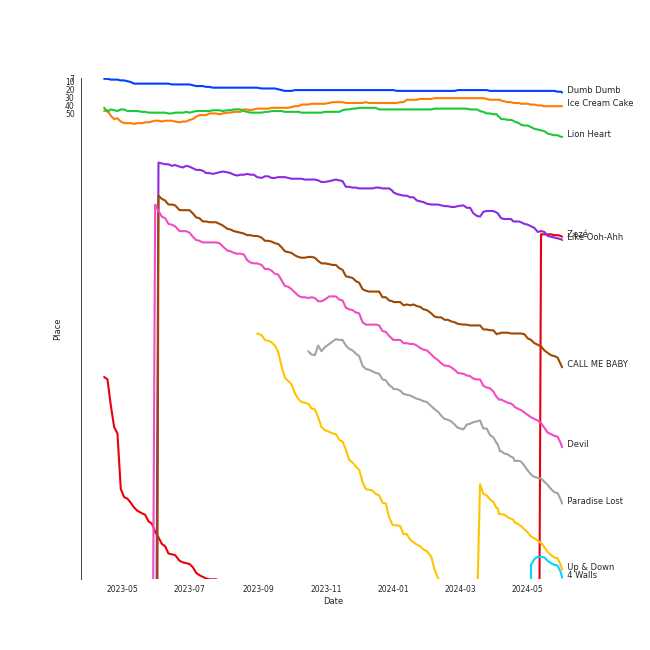 10
20
30
40
50
Dumb Dumb
Ice Cream Cake
Lion Heart
Like Ooh-Ahh
CALL ME BABY
Devil
Paradise Lost
Up & Down
4 Walls
Place
2023-05
2023-07
2023-09
2023-11
2024-01
2024-03
2024-05
Date